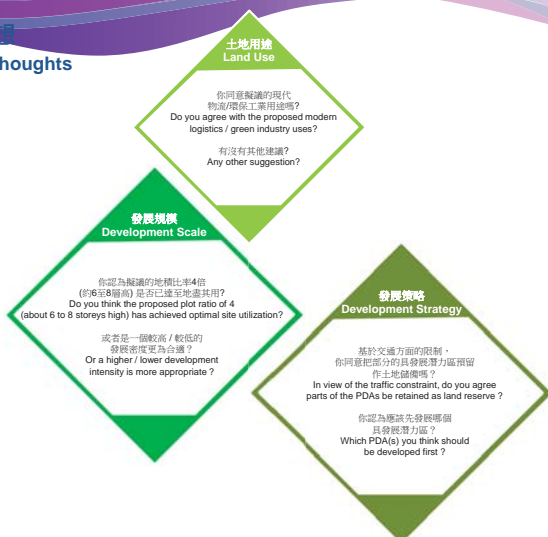 土地用途
Land Use
你同意擬議的現代
物流/環保工業用途嗎?
Do you agree with the proposed modern
logistics / green industry uses?
有沒有其他建議?
Any other suggestion?
發展規模
Development Scale
你認為擬議的地積比率4倍
(約6至8層高) 是否已達至地盡其用?
Do you think the proposed plot ratio of 4
(about 6 to 8 storeys high) has achieved optimal site utilization?
或者是一個較高 / 較低的
發展密度更為合適？
Or a higher / lower development
intensity is more appropriate ?
發展策略
Development Strategy
基於交通方面的限制，
你同意把部分的具發展潛力區預留
作土地儲備嗎？
In view of the traffic constraint, do you agree
parts of the PDAs be retained as land reserve ?
你認為應該先發展哪個
具發展潛力區？
Which PDA(s) you think should
be developed first ?